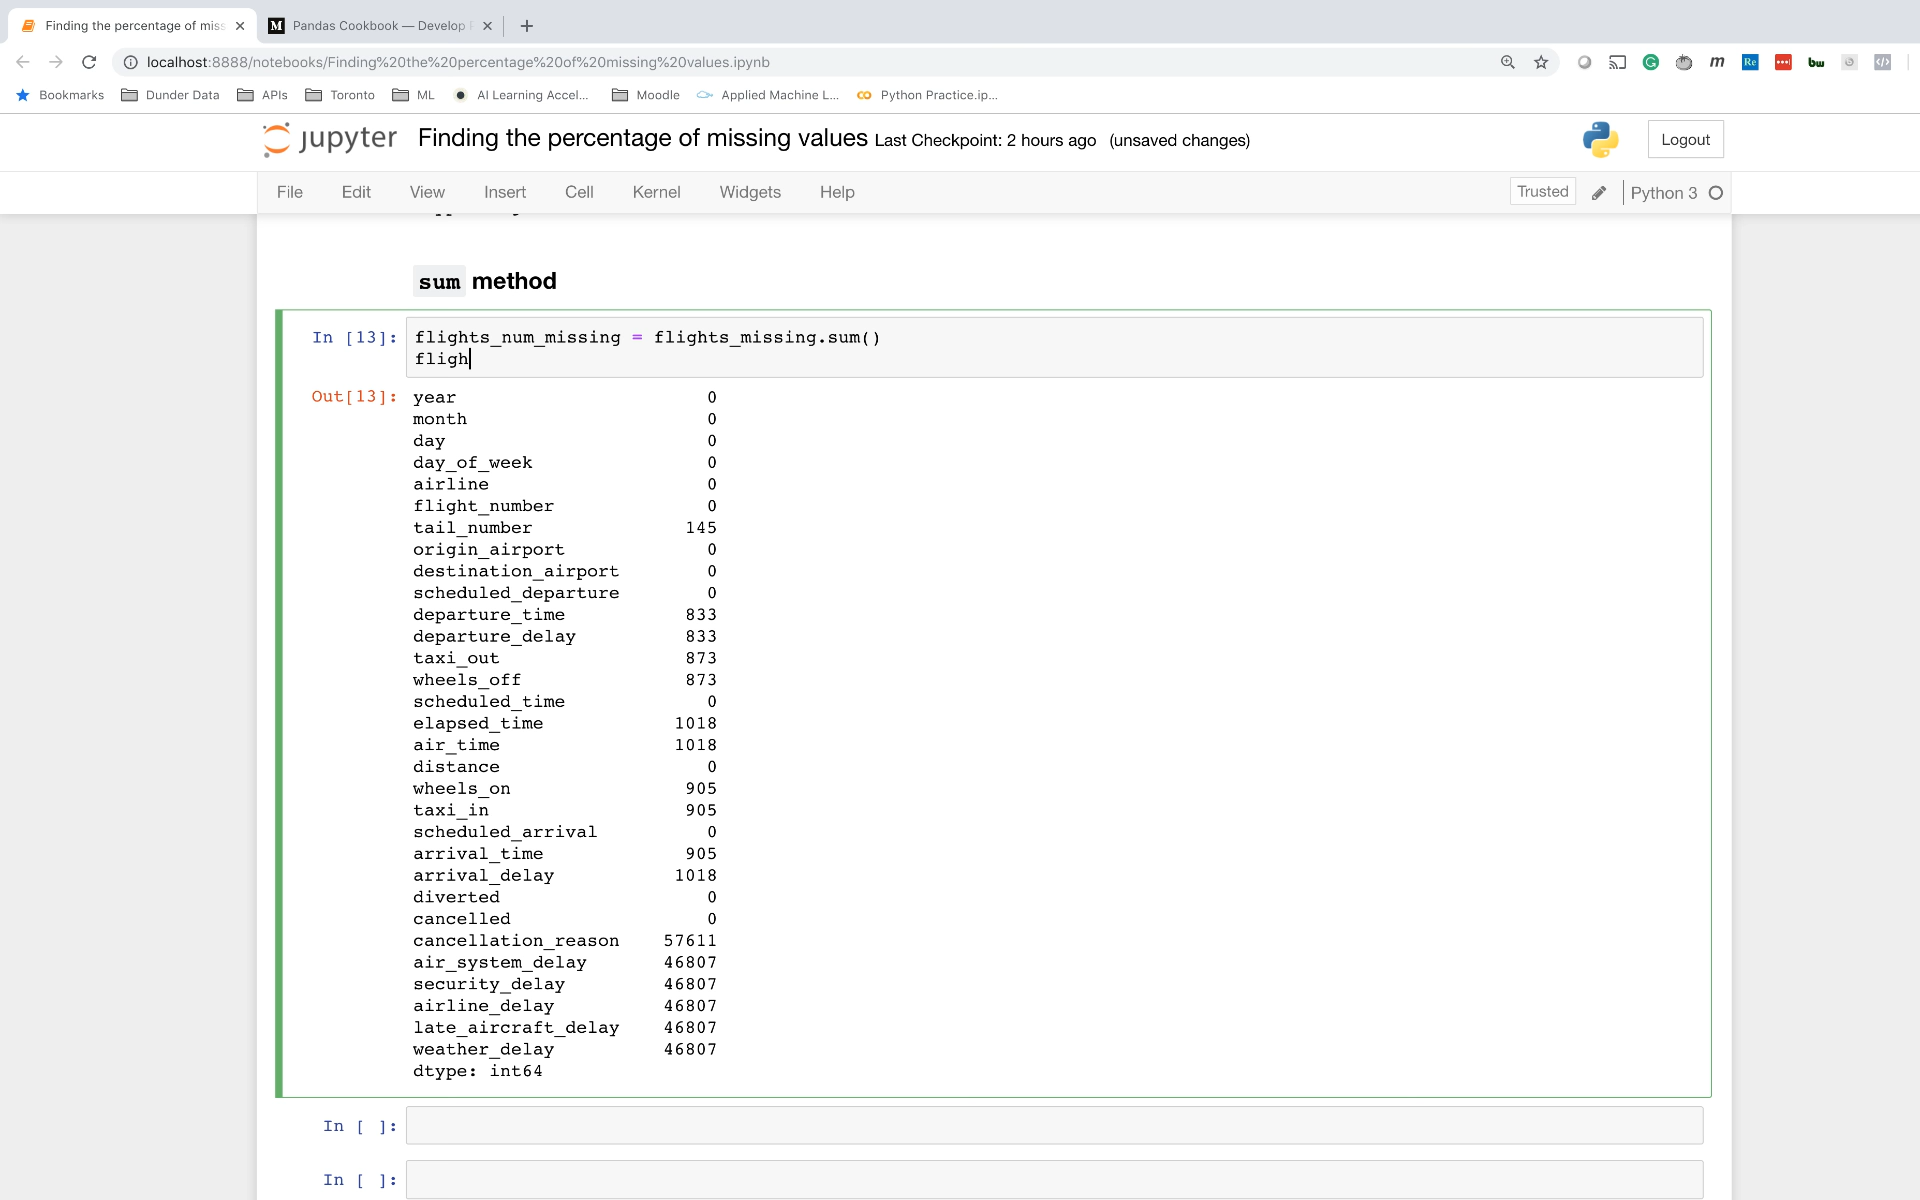 Finding the percentage of miss
Pandas Cookbook — Develop
localhost:8888/notebooks/Finding%20the%20percentage%20of%20missing%20values.ipynb
Bookmarks Dunder Data APIs Toronto ML AI Learning Accel... Moodle Applied Machine L... Python Practice.ip...
jupyter Finding the percentage of missing values Last Checkpoint: 2 hours ago (unsaved changes) Logout
File Edit View Insert Cell Kernel Widgets Help Trusted Python 3
sum method
In [13]: flights_num_missing = flights_missing.sum()
fligh
Out[13]: year 0
month 0
day 0
day_of_week 0
airline 0
flight_number 0
tail_number 145
origin_airport 0
destination_airport 0
scheduled_departure 0
departure_time 833
departure_delay 833
taxi_out 873
wheels_off 873
scheduled_time 0
elapsed_time 1018
air_time 1018
distance 0
wheels_on 905
taxi_in 905
scheduled_arrival 0
arrival_time 905
arrival_delay 1018
diverted 0
cancelled 0
cancellation_reason 57611
air_system_delay 46807
security_delay 46807
airline_delay 46807
late_aircraft_delay 46807
weather_delay 46807
dtype: int64
In [ ]:
In [ ]: